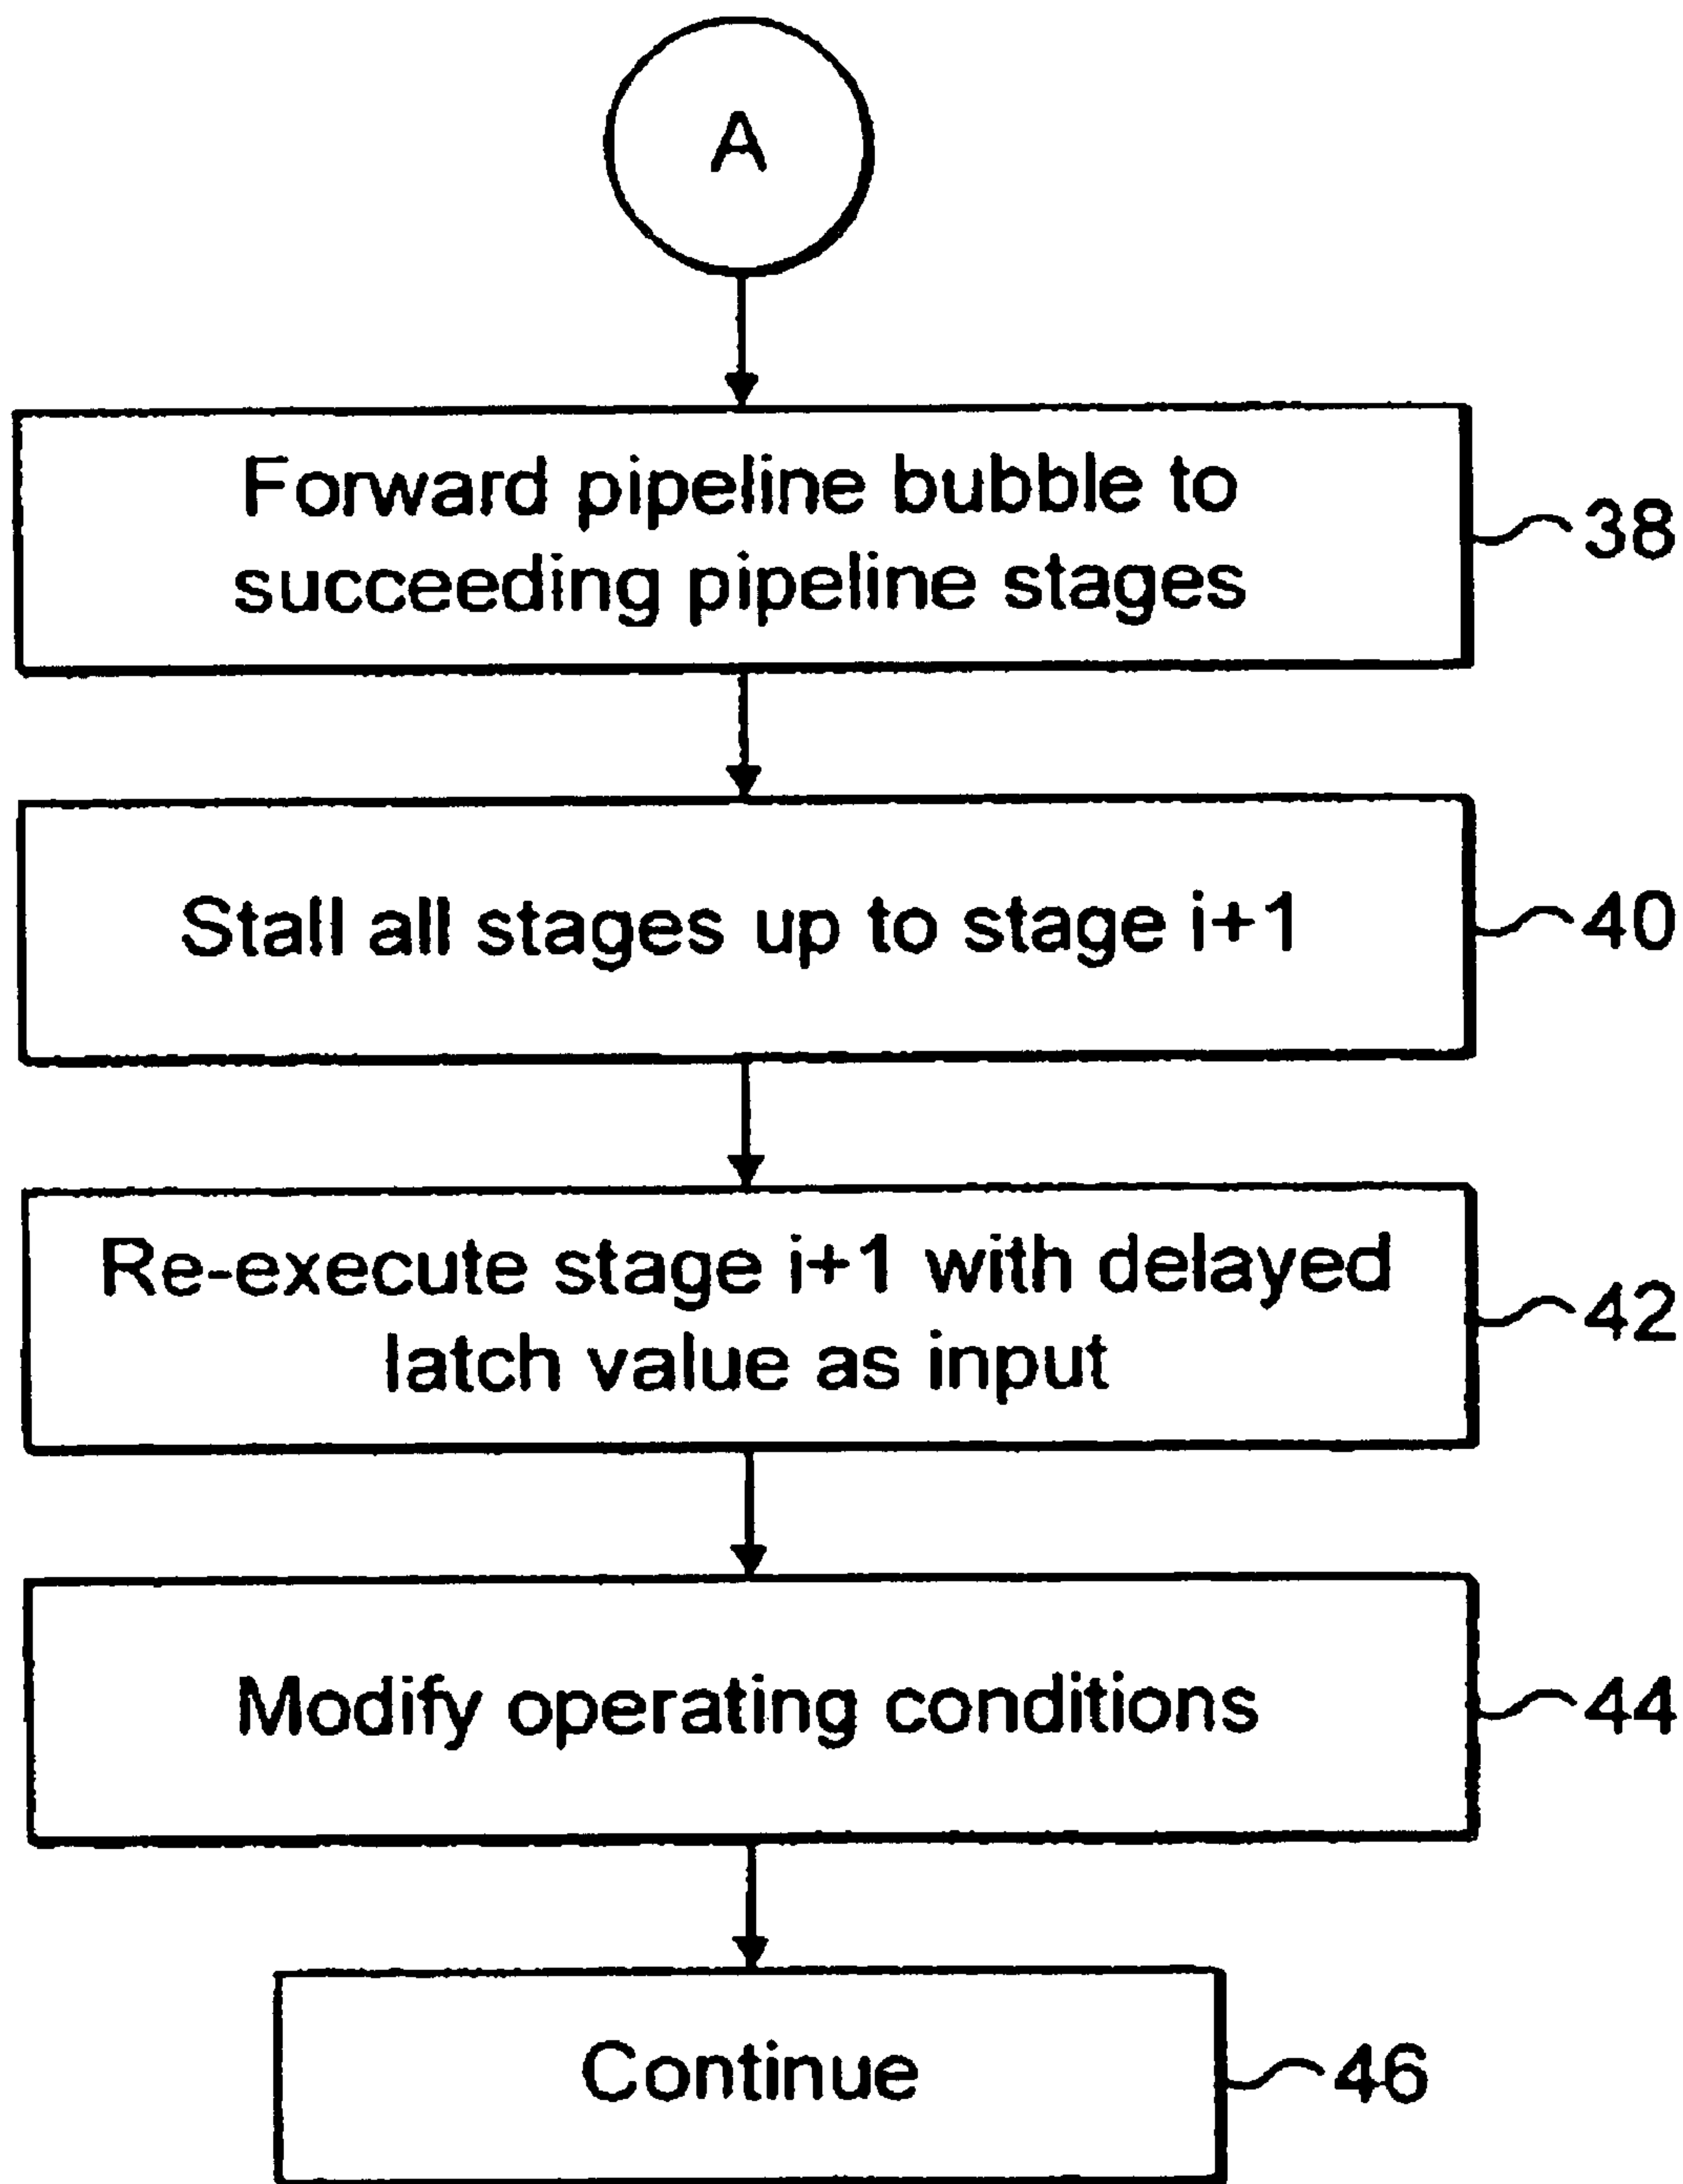 A
Forward pipeline bubble to
succeeding pipeline stages
38
Stall all stages up to stage i+1
40
Re-execute stage i+1 with delayed
latch value as input
42
Modify operating conditions
44
Continue
46